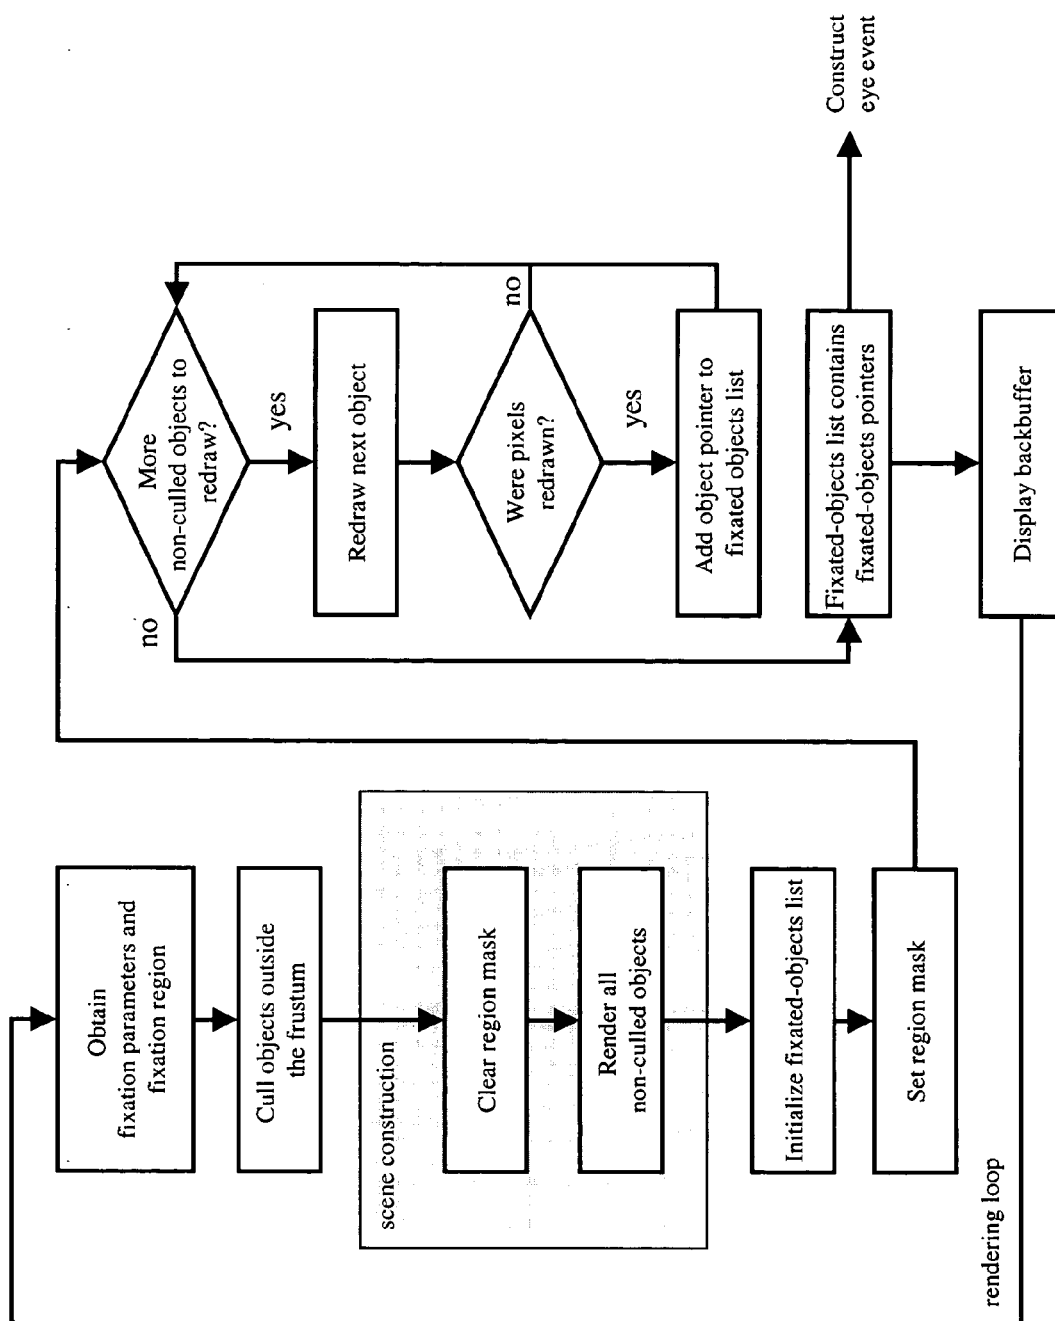 Obtain
fixation parameters and
fixation region
Cull objects outside
the frustum
scene construction
Clear region mask
Render all
non-culled objects
Initialize fixated-objects list
Set region mask
rendering loop
More
non-culled objects to
redraw?
no
yes
Redraw next object
Were pixels
redrawn?
no
yes
Add object pointer to
fixated objects list
Fixated-objects list contains
fixated-objects pointers
Construct
eye event
Display backbuffer